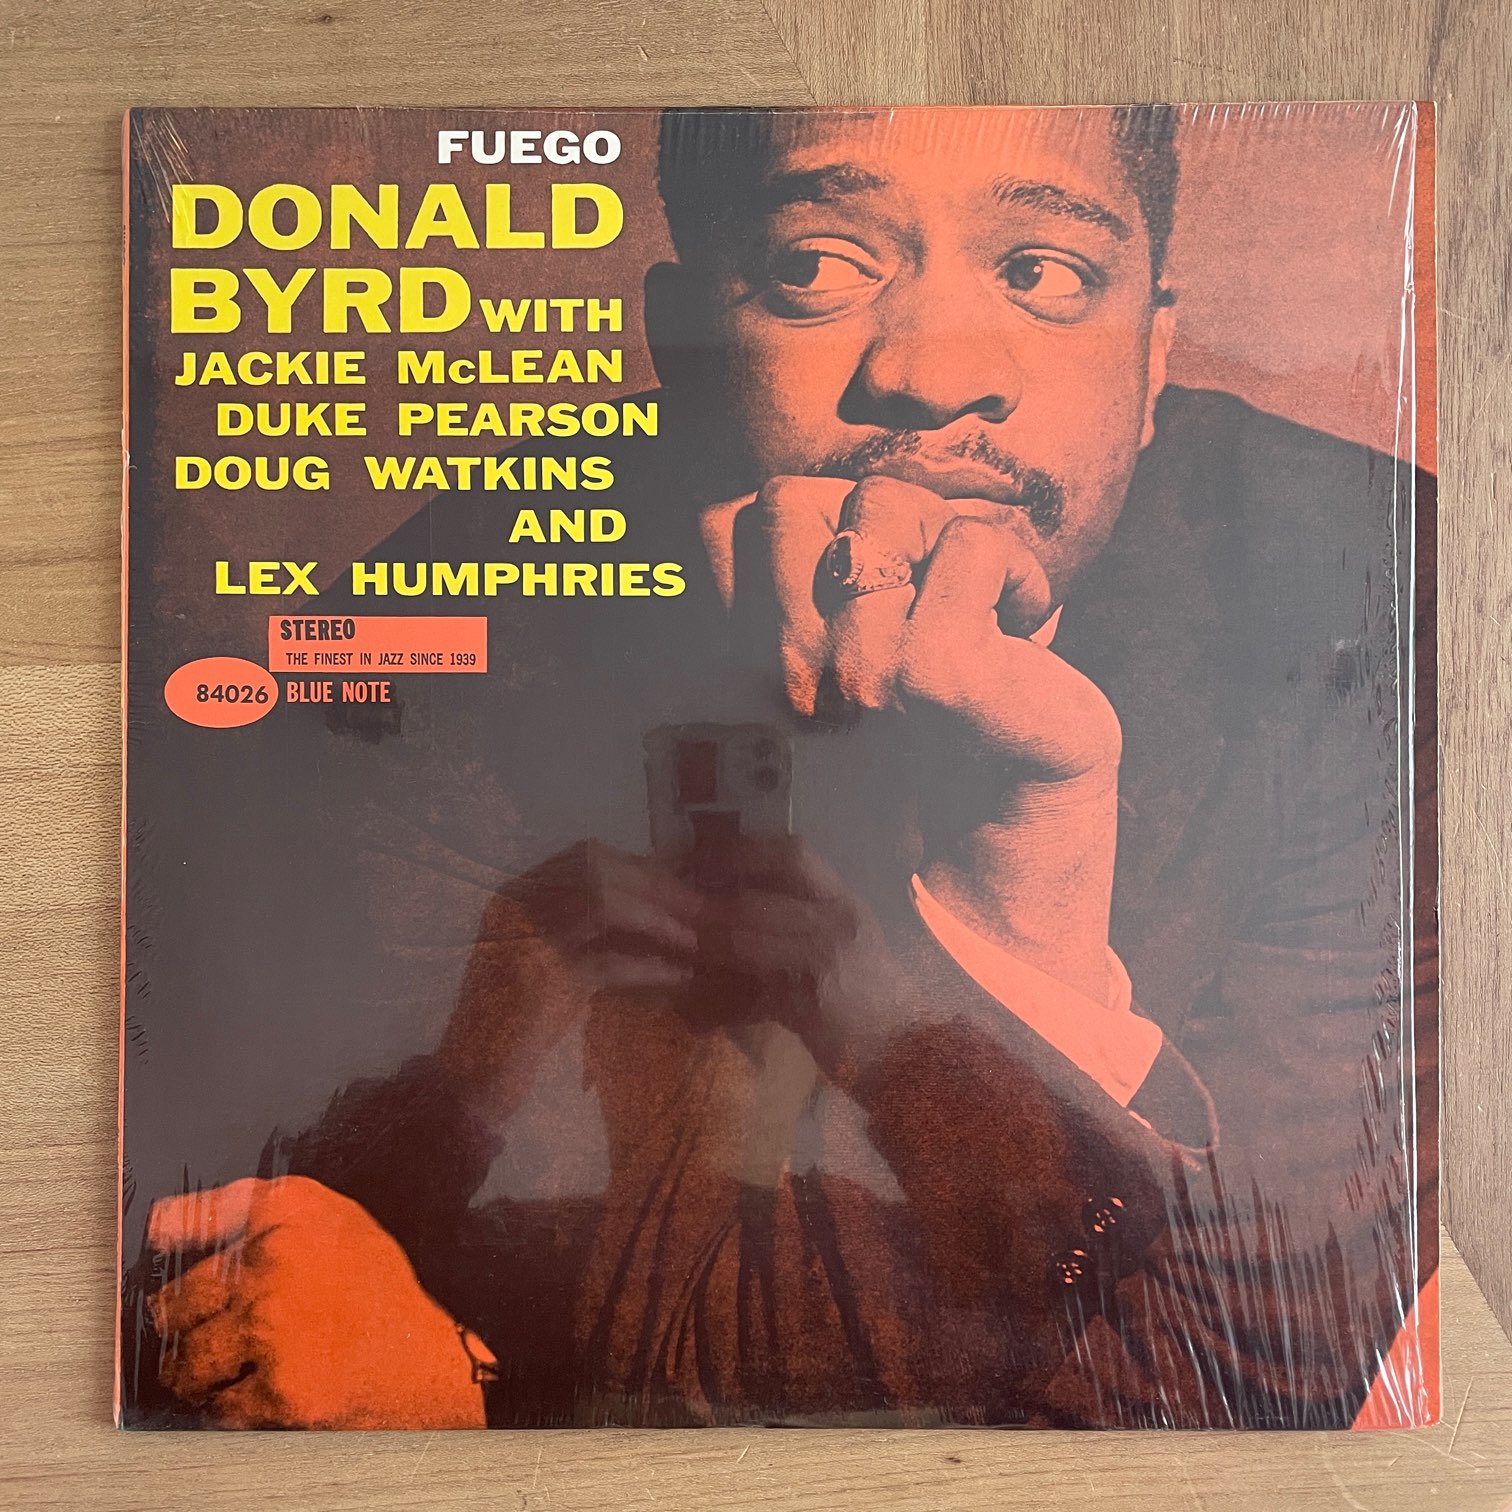 FUEGO
DONALD
BYRD WITH
JACKIE McLEAN
DUKE PEARSON
DOUG WATKINS
AND
LEX HUMPHRIES
STEREO
THE FINEST IN JAZZ SINCE 1939
84026 BLUE NOTE